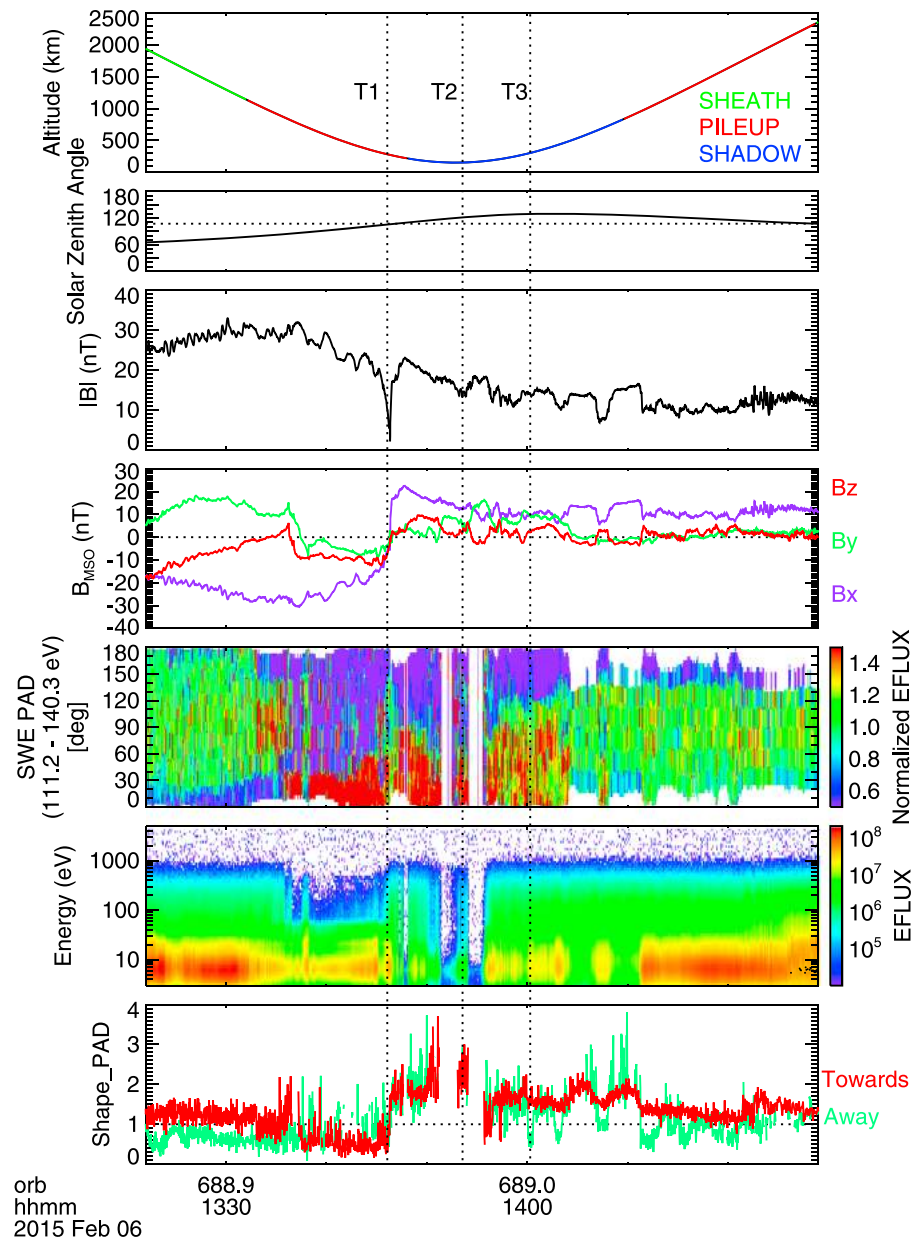 2500
2000
1500
1000
500
0
Altitude (km)
T1
T2
T3
SHEATH
PILEUP
SHADOW
180
120
60
0
Solar Zenith Angle
40
30
20
10
0
|B| (nT)
30
20
10
0
-10
-20
-30
-40
B_MSO (nT)
Bz
By
Bx
180
150
120
90
60
30
0
SWE PAD
(111.2 - 140.3 eV)
[deg]
1.4
1.2
1.0
0.8
0.6
Normalized EFLUX
1000
100
10
Energy (eV)
10^8
10^7
10^6
10^5
EFLUX
4
3
2
1
0
Shape_PAD
Towards
Away
orb 688.9 689.0
hhmm 1330 1400
2015 Feb 06